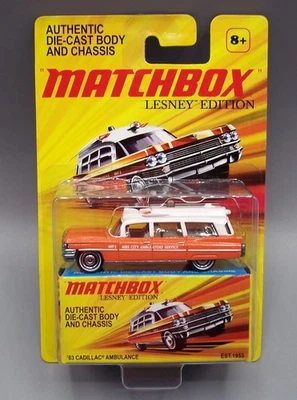 AUTHENTIC
DIE-CAST BODY
AND CHASSIS
8+
"MATCHBOX"
LESNEY EDITION
MATCHBOX
LESNEY EDITION
AUTHENTIC
DIE-CAST BODY
AND CHASSIS
'63 CADILLAC® AMBULANCE
EST. 1953